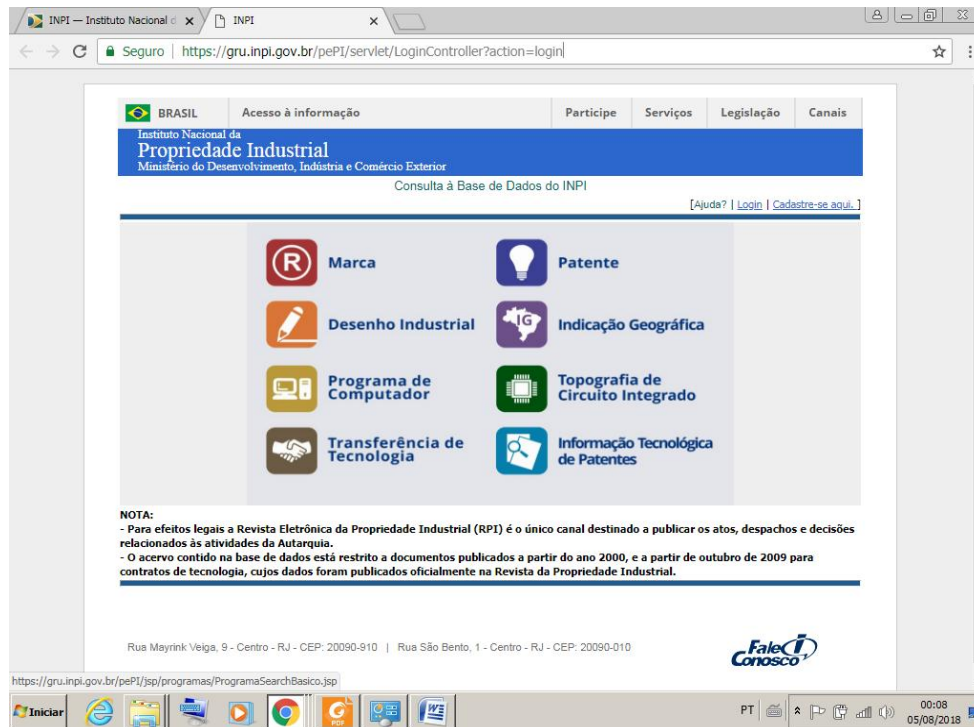 INPI — Instituto Nacional d
INPI
Seguro | https://gru.inpi.gov.br/pePI/servlet/LoginController?action=login
BRASIL Acesso à informação Participe Serviços Legislação Canais
Instituto Nacional da
Propriedade Industrial
Ministério do Desenvolvimento, Indústria e Comércio Exterior
Consulta à Base de Dados do INPI
[Ajuda? | Login | Cadastre-se aqui. ]
R Marca Patente
Desenho Industrial IG Indicação Geográfica
Programa de
Computador
Topografia de
Circuito Integrado
Transferência de
Tecnologia
Informação Tecnológica
de Patentes
NOTA:
- Para efeitos legais a Revista Eletrônica da Propriedade Industrial (RPI) é o único canal destinado a publicar os atos, despachos e decisões
relacionados às atividades da Autarquia.
- O acervo contido na base de dados está restrito a documentos publicados a partir do ano 2000, e a partir de outubro de 2009 para
contratos de tecnologia, cujos dados foram publicados oficialmente na Revista da Propriedade Industrial.
Rua Mayrink Veiga, 9 - Centro - RJ - CEP: 20090-910 | Rua São Bento, 1 - Centro - RJ - CEP: 20090-010
Fale
Conosco
https://gru.inpi.gov.br/pePI/jsp/programas/ProgramaSearchBasico.jsp
Iniciar PDF PT 00:08
05/08/2018